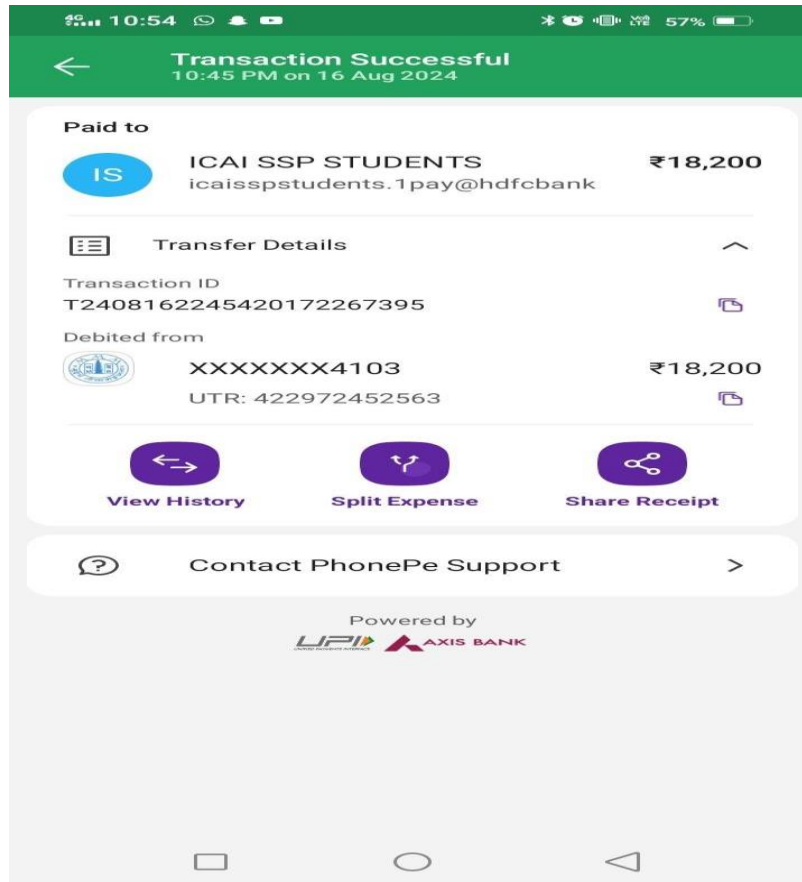 10:54 57%
Transaction Successful
10:45 PM on 16 Aug 2024
Paid to
IS ICAI SSP STUDENTS ₹18,200
icaisspstudents.1pay@hdfcbank
Transfer Details
Transaction ID
T2408162245420172267395
Debited from
XXXXXXX4103 ₹18,200
UTR: 422972452563
View History Split Expense Share Receipt
Contact PhonePe Support
Powered by
UPI AXIS BANK